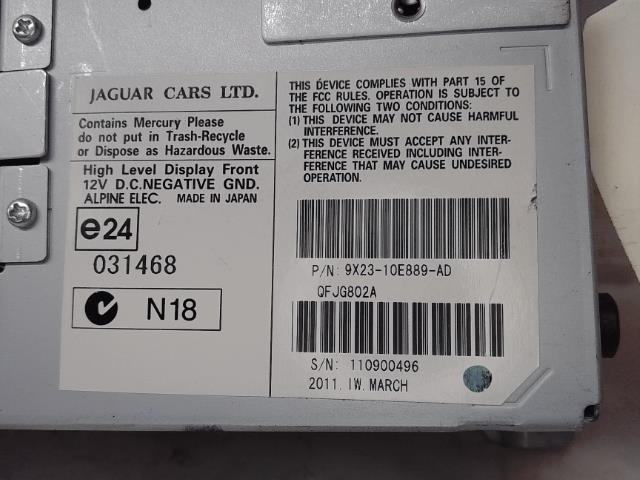 JAGUAR CARS LTD.
Contains Mercury Please
do not put in Trash-Recycle
or Dispose as Hazardous Waste.
High Level Display Front
12V D.C.NEGATIVE GND.
ALPINE ELEC. MADE IN JAPAN
e24
031468
N18
THIS DEVICE COMPLIES WITH PART 15 OF
THE FCC RULES. OPERATION IS SUBJECT TO
THE FOLLOWING TWO CONDITIONS:
(1) THIS DEVICE MAY NOT CAUSE HARMFUL
INTERFERENCE.
(2) THIS DEVICE MUST ACCEPT ANY INTER-
FERENCE RECEIVED INCLUDING INTER-
FERENCE THAT MAY CAUSE UNDESIRED
OPERATION.
P/N: 9X23-10E889-AD
QFJG802A
S/N: 110900496
2011. IW. MARCH